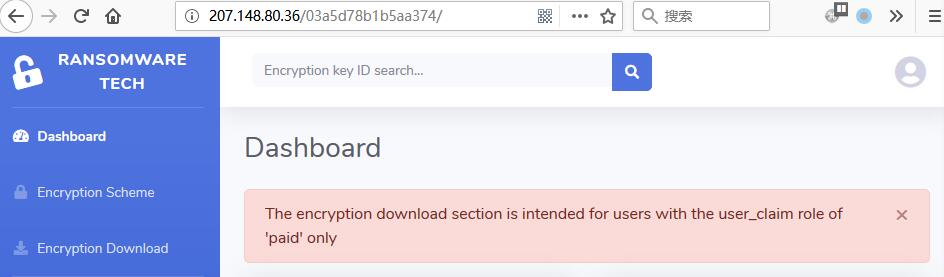 207.148.80.36/03a5d78b1b5aa374/
搜索
RANSOMWARE
TECH
Encryption key ID search...
Dashboard
Dashboard
Encryption Scheme
The encryption download section is intended for users with the user_claim role of
'paid' only
Encryption Download